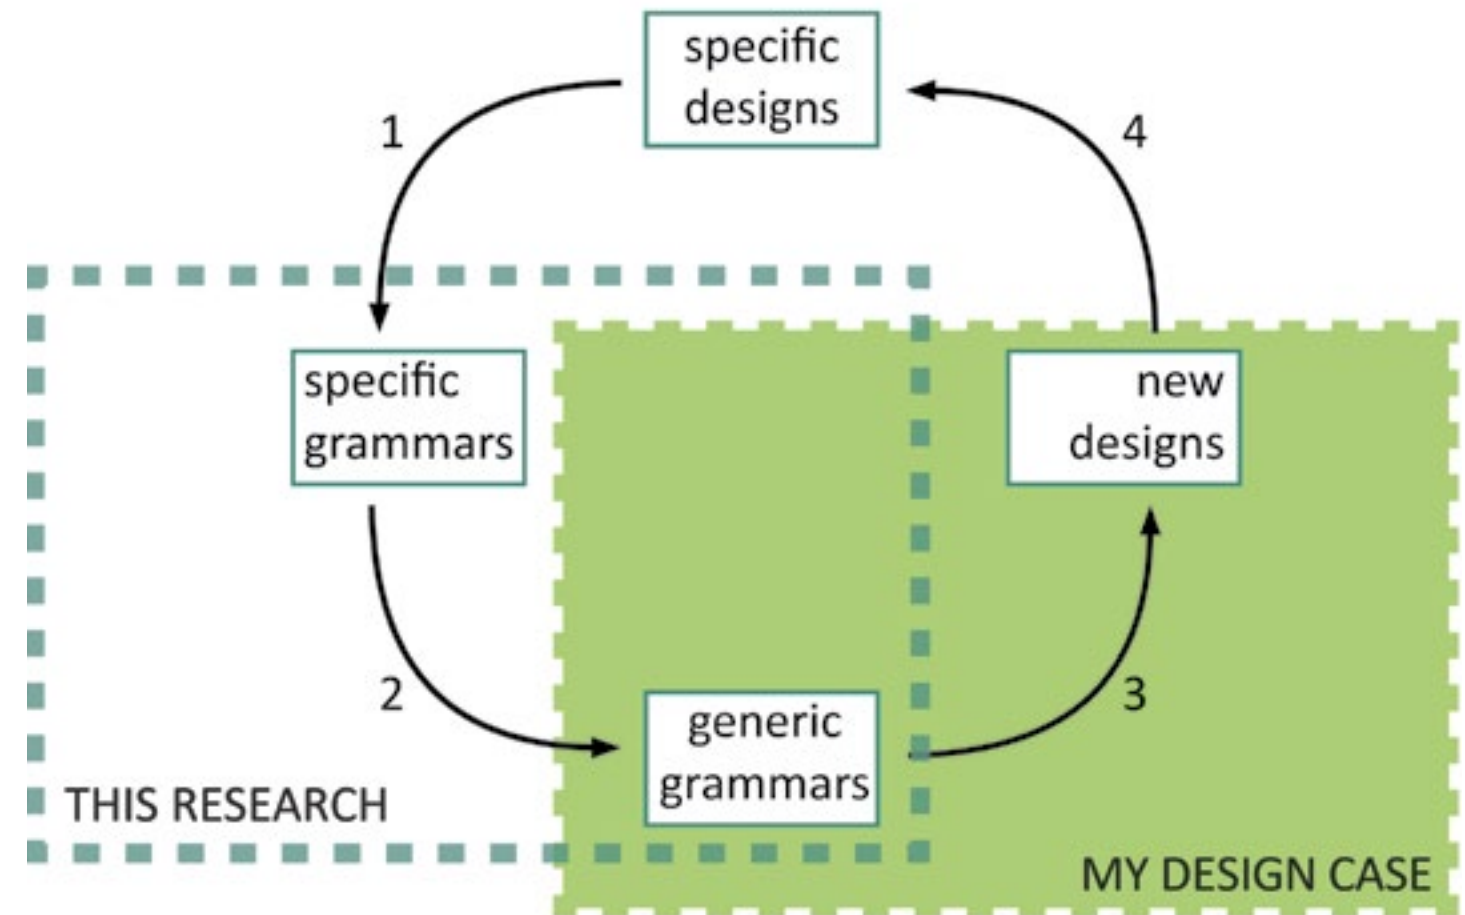 specific
designs
1
4
specific
grammars
new
designs
2
3
generic
grammars
THIS RESEARCH
MY DESIGN CASE